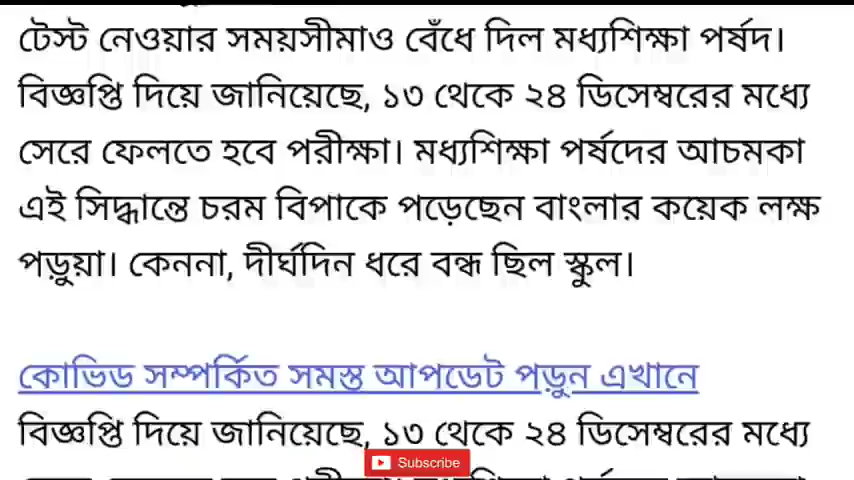 টেস্ট নেওয়ার সময়সীমাও বেঁধে দিল মধ্যশিক্ষা পর্ষদ।
বিজ্ঞপ্তি দিয়ে জানিয়েছে, ১৩ থেকে ২৪ ডিসেম্বরের মধ্যে
সেরে ফেলতে হবে পরীক্ষা। মধ্যশিক্ষা পর্ষদের আচমকা
এই সিদ্ধান্তে চরম বিপাকে পড়েছেন বাংলার কয়েক লক্ষ
পড়ুয়া। কেননা, দীর্ঘদিন ধরে বন্ধ ছিল স্কুল।
কোভিড সম্পর্কিত সমস্ত আপডেট পড়ুন এখানে
বিজ্ঞপ্তি দিয়ে জানিয়েছে, ১৩ থেকে ২৪ ডিসেম্বরের মধ্যে
Subscribe